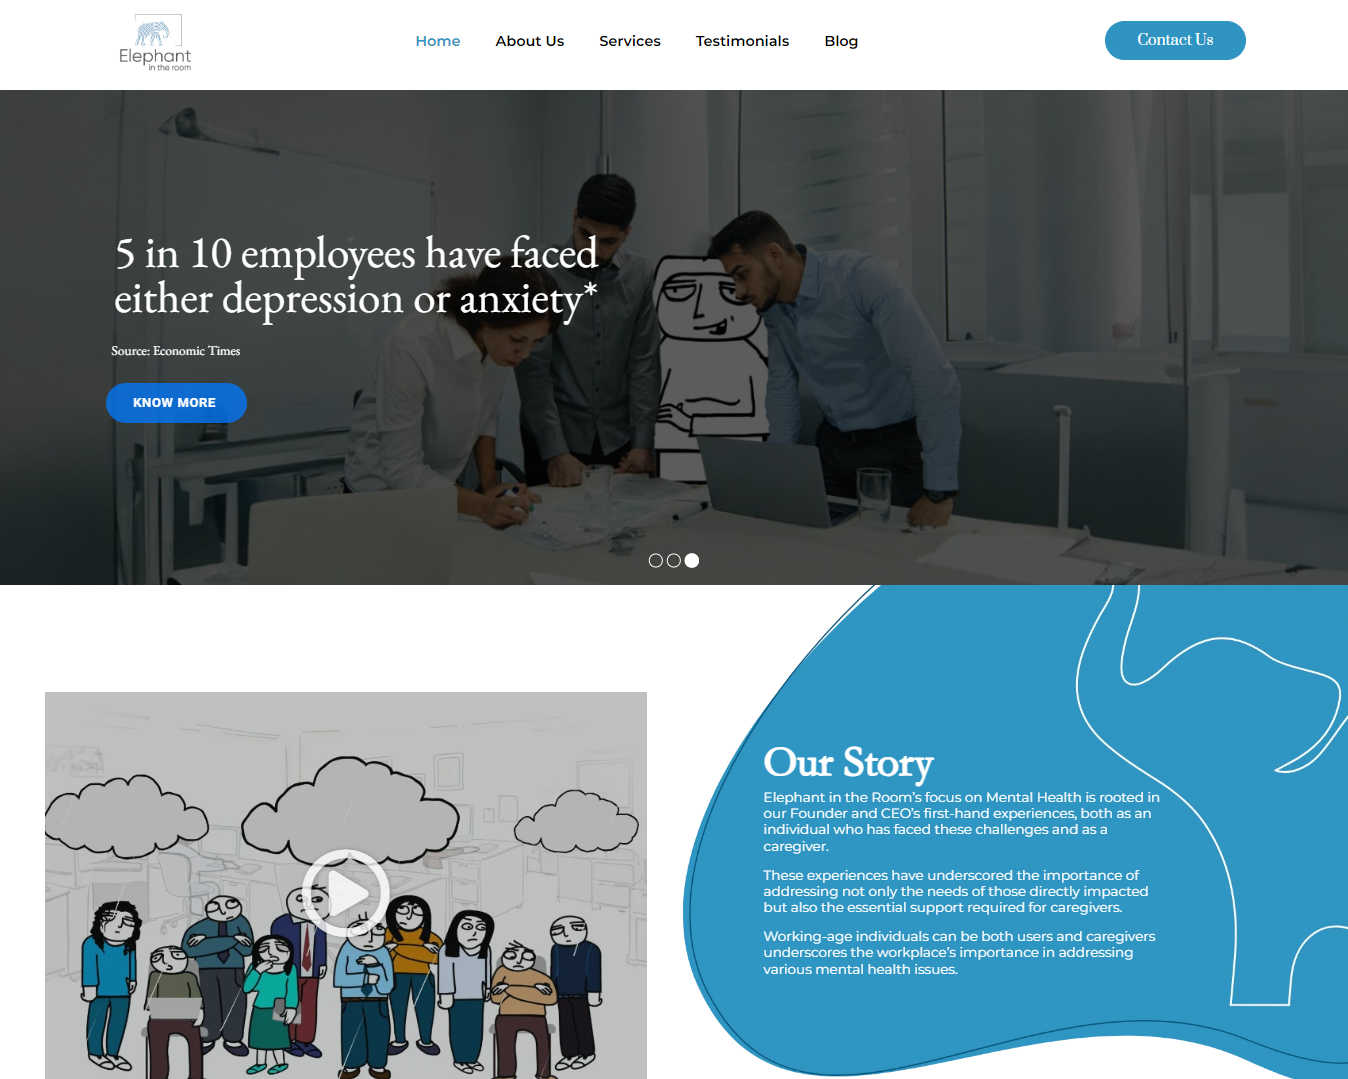 Elephant
in the room
Home
About Us
Services
Testimonials
Blog
Contact Us
5 in 10 employees have faced
either depression or anxiety*
Source: Economic Times
KNOW MORE
Our Story
Elephant in the Room’s focus on Mental Health is rooted in
our Founder and CEO’s first-hand experiences, both as an
individual who has faced these challenges and as a
caregiver.
These experiences have underscored the importance of
addressing not only the needs of those directly impacted
but also the essential support required for caregivers.
Working-age individuals can be both users and caregivers
underscores the workplace’s importance in addressing
various mental health issues.